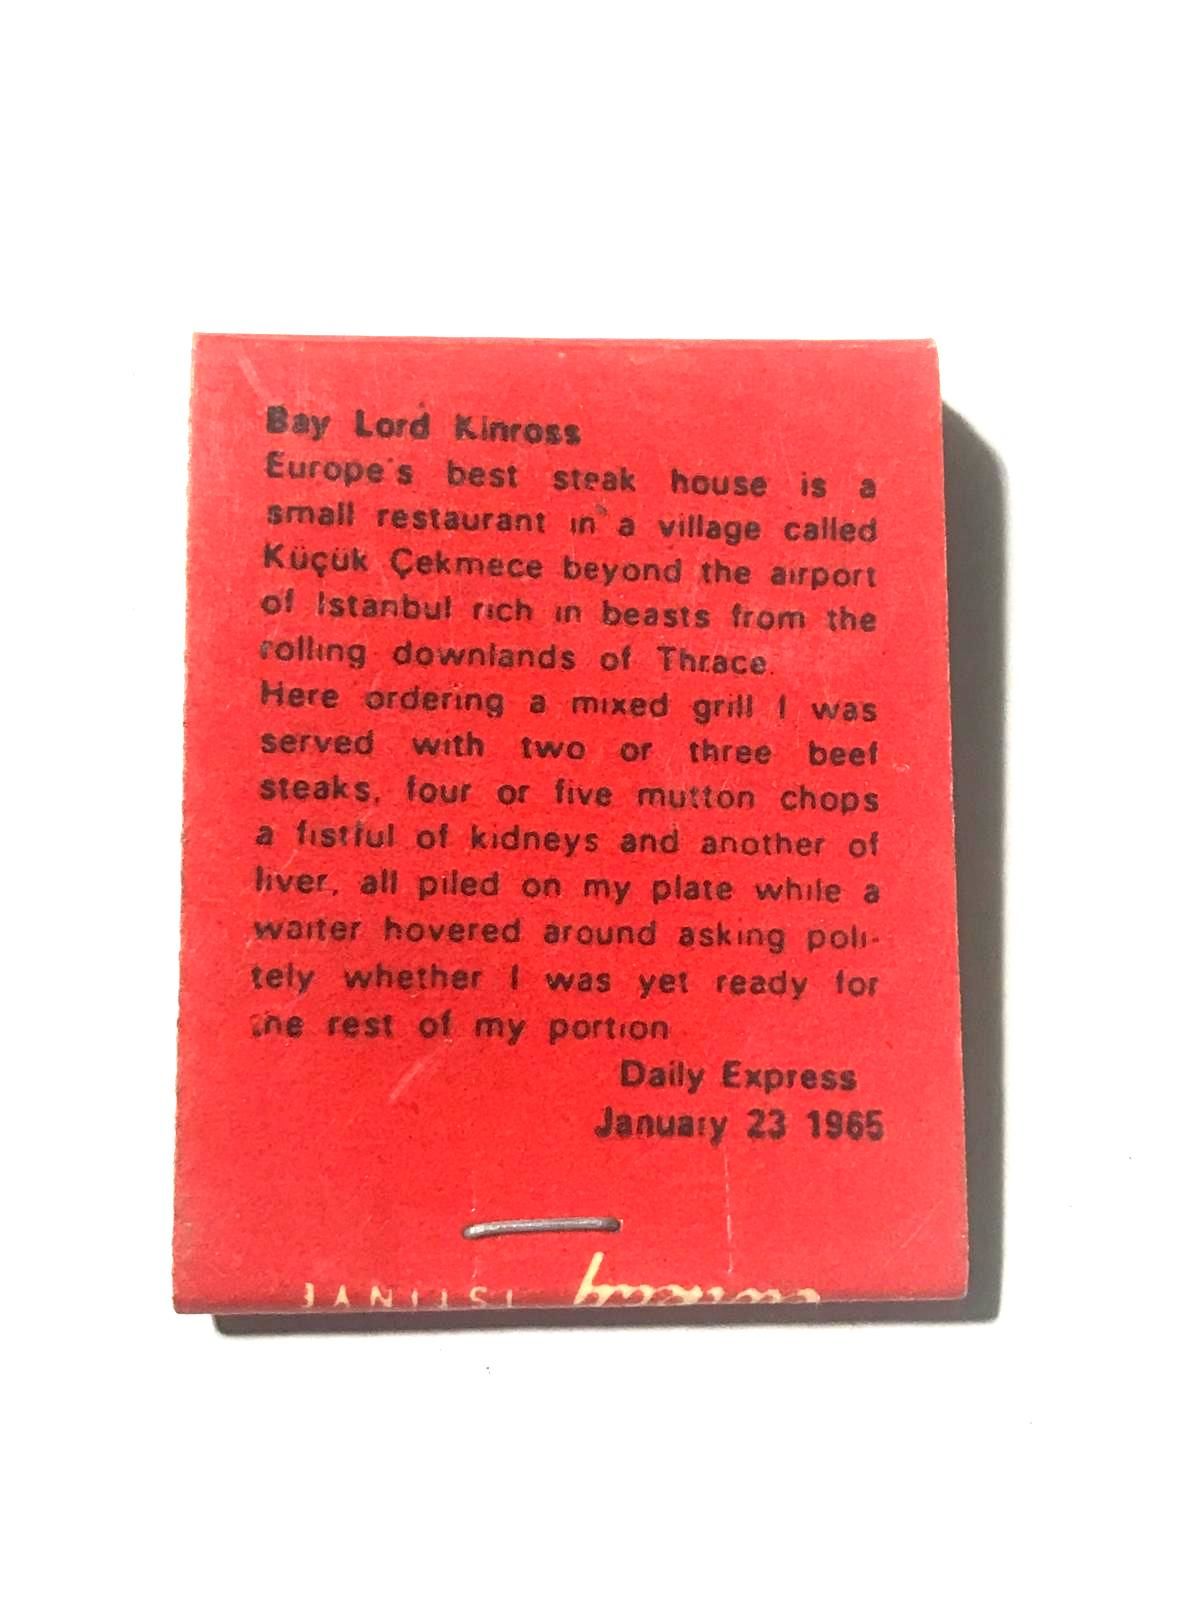 Bay Lord Kinross
Europe's best steak house is a
small restaurant in a village called
Küçük Çekmece beyond the airport
of Istanbul rich in beasts from the
rolling downlands of Thrace.
Here ordering a mixed grill I was
served with two or three beef
steaks, four or five mutton chops
a fistful of kidneys and another of
liver, all piled on my plate while a
waiter hovered around asking poli-
tely whether I was yet ready for
the rest of my portion
Daily Express
January 23 1965
İSTİNYE